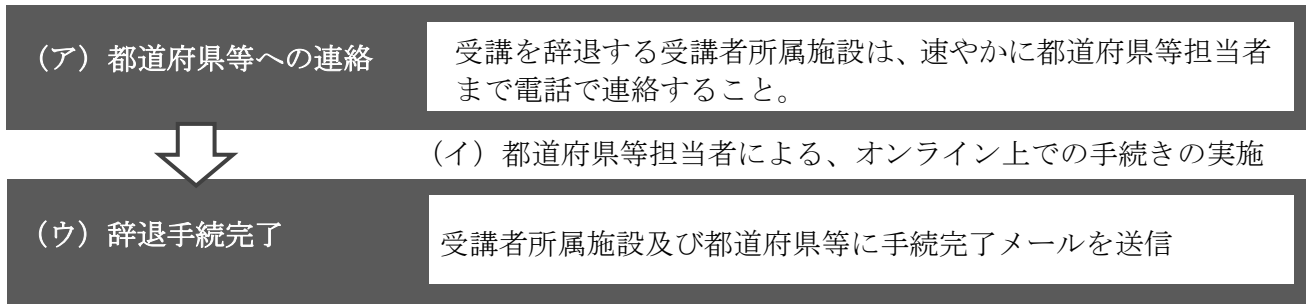 （ア）都道府県等への連絡
受講を辞退する受講者所属施設は、速やかに都道府県等担当者
まで電話で連絡すること。
（イ）都道府県等担当者による、オンライン上での手続きの実施
（ウ）辞退手続完了
受講者所属施設及び都道府県等に手続完了メールを送信